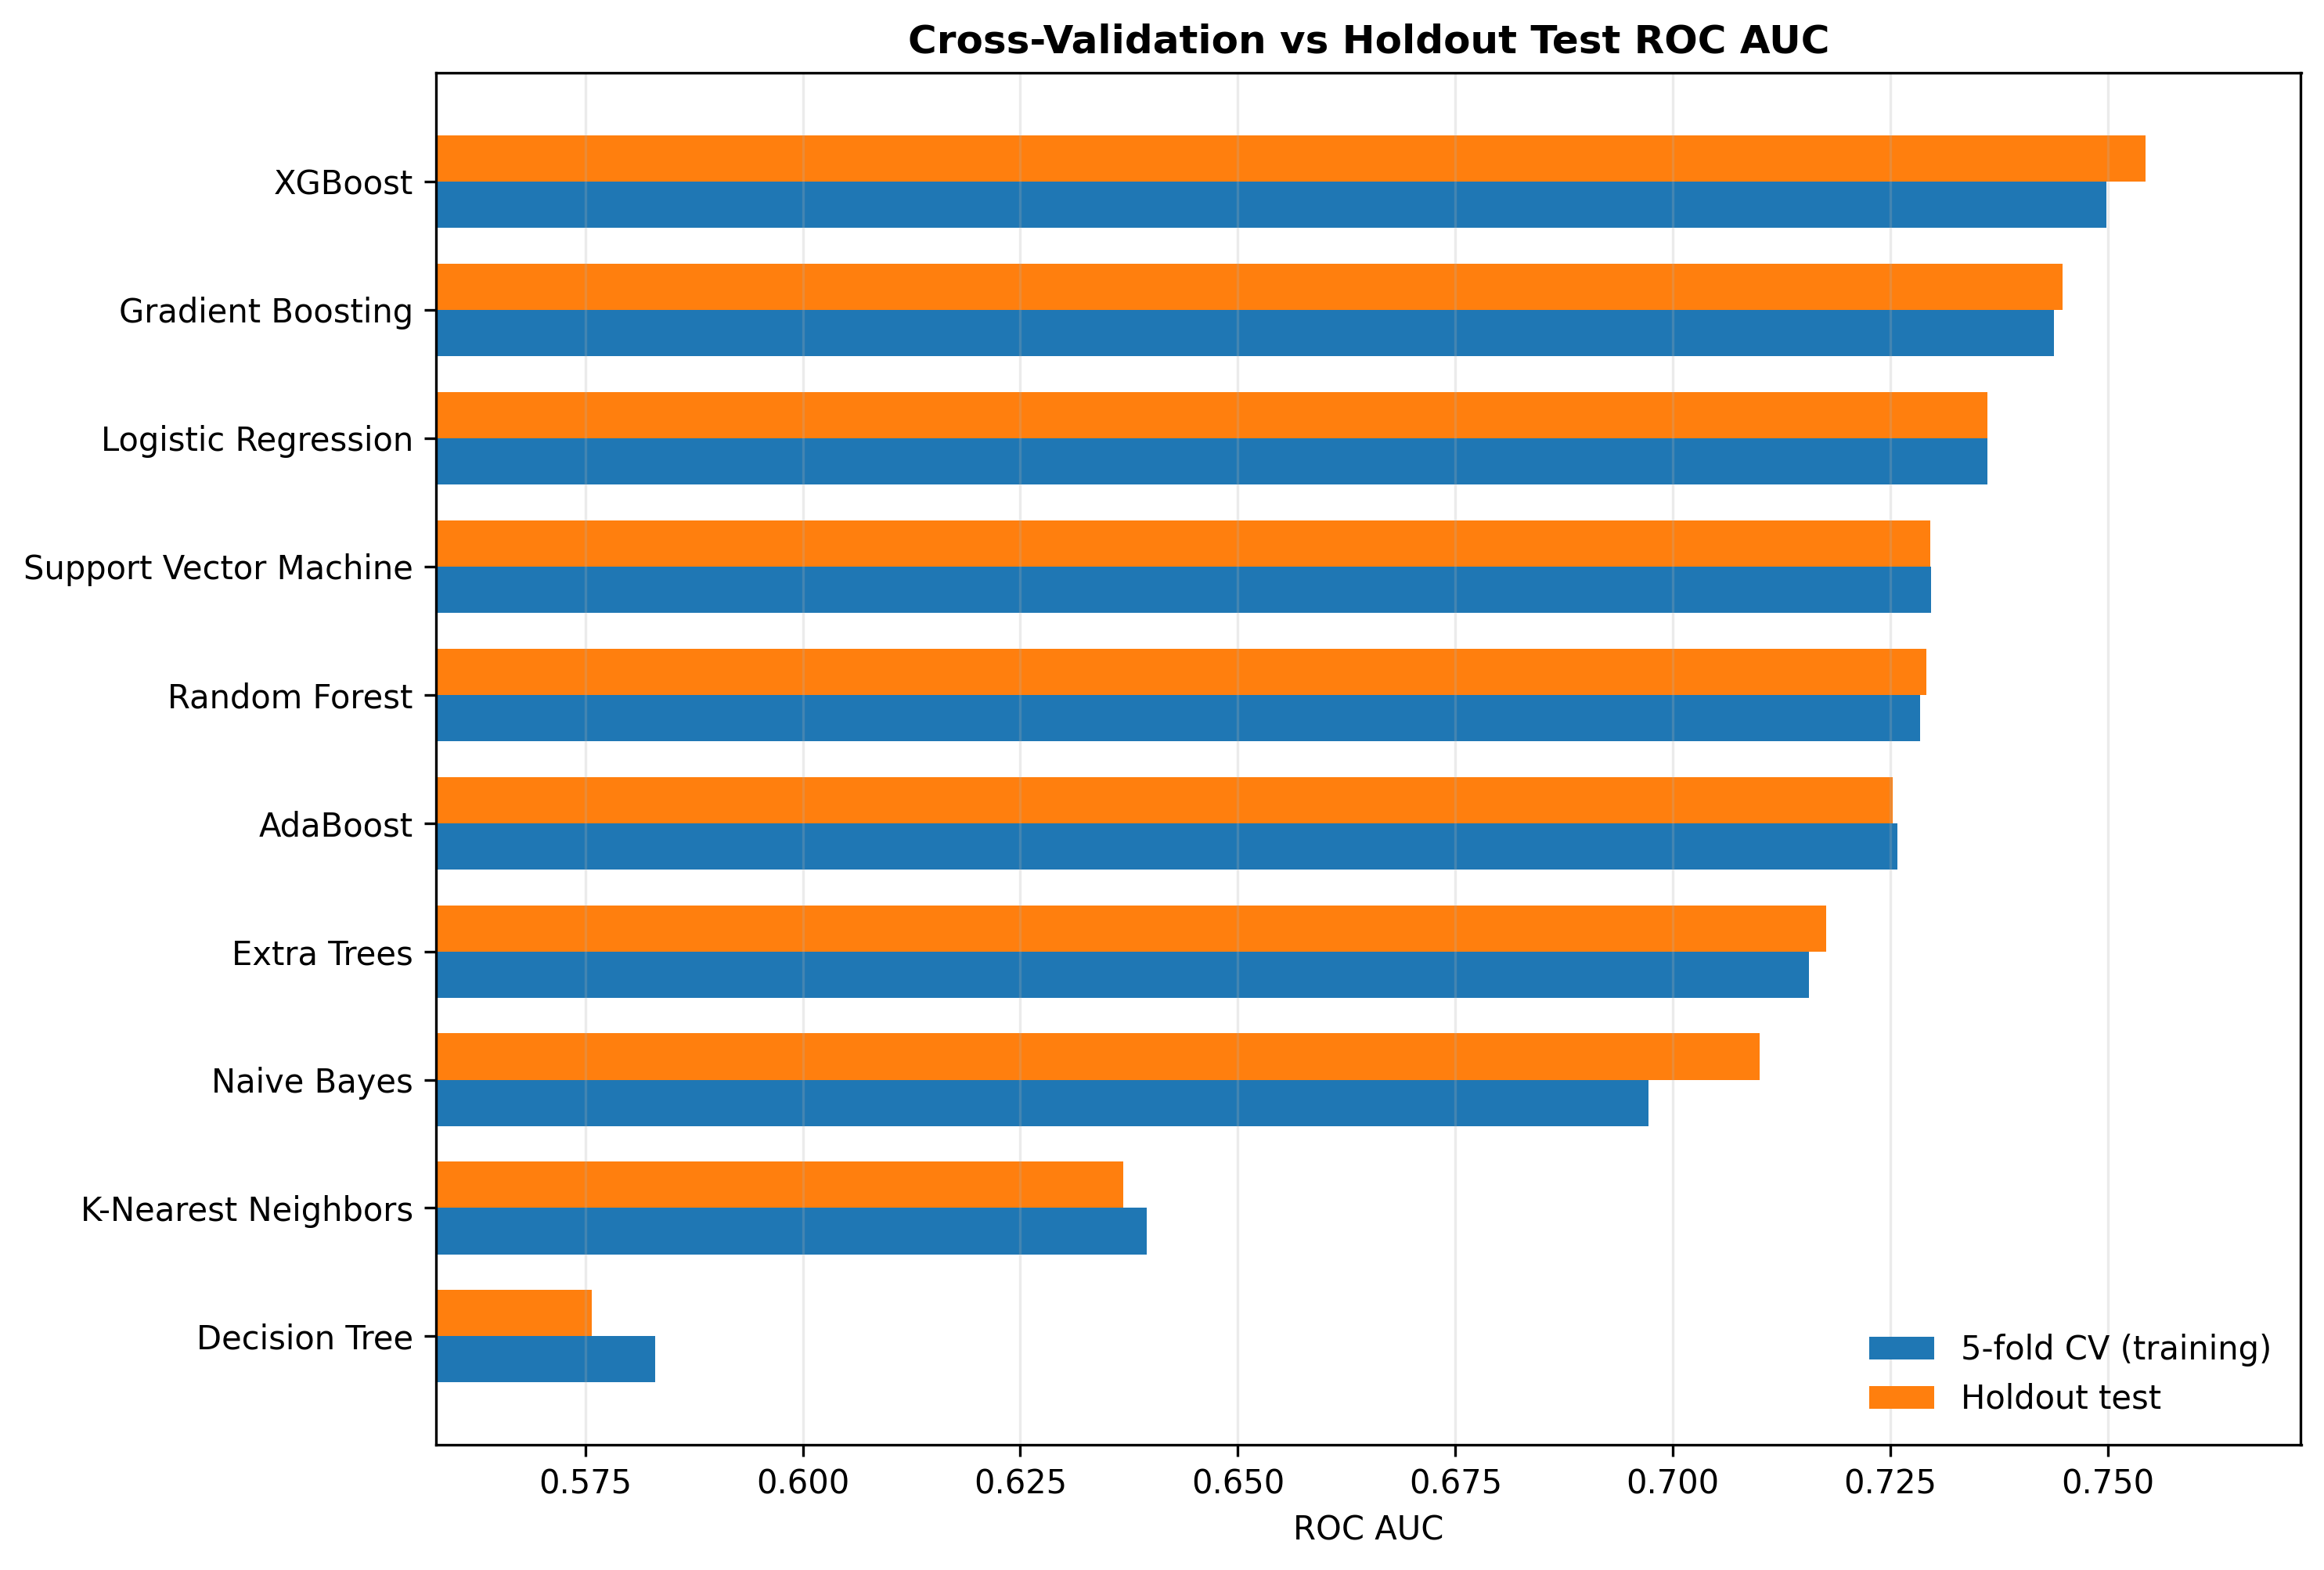 Cross-Validation vs Holdout Test ROC AUC
XGBoost
Gradient Boosting
Logistic Regression
Support Vector Machine
Random Forest
AdaBoost
Extra Trees
Naive Bayes
K-Nearest Neighbors
Decision Tree
5-fold CV (training)
Holdout test
0.575 0.600 0.625 0.650 0.675 0.700 0.725 0.750
ROC AUC